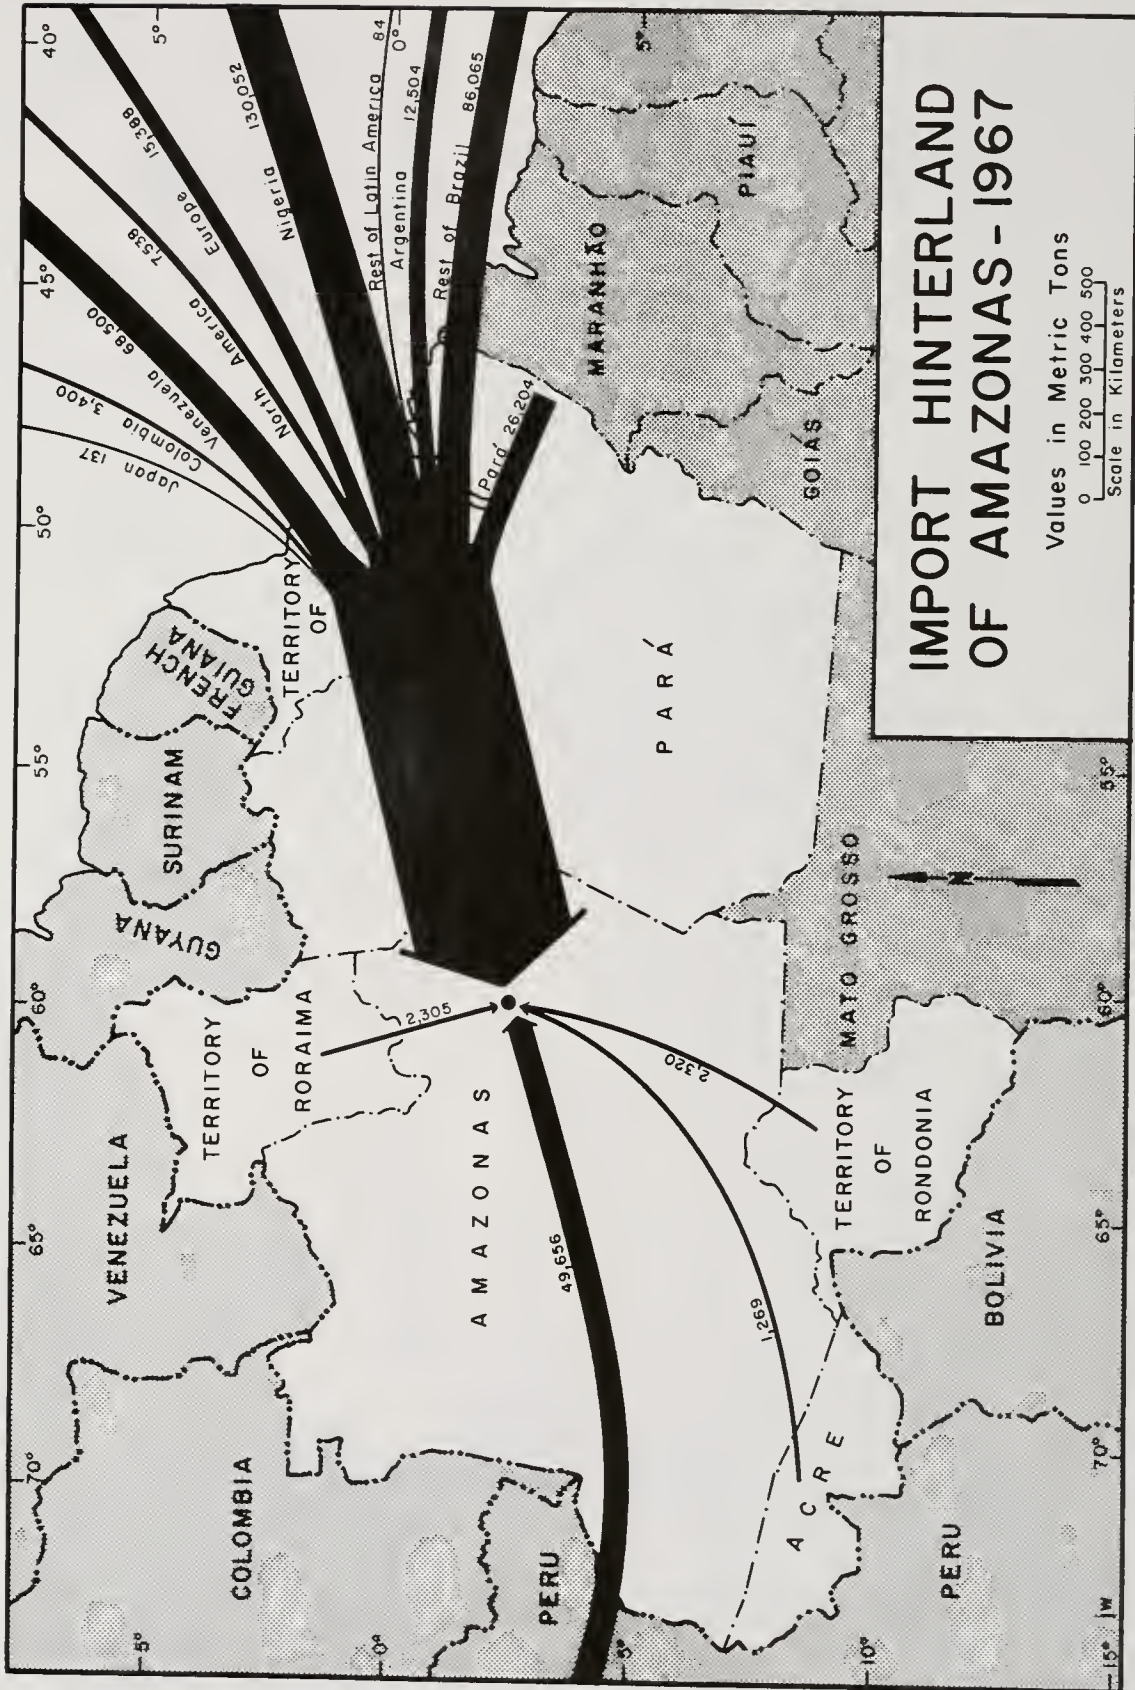 IMPORT HINTERLAND
OF AMAZONAS-1967
Values in Metric Tons
0 100 200 300 400 500
Scale in Kilometers
70°
65°
60°
55°
50°
45°
40°
5°
0°
5°
10°
15°
70°
65°
60°
55°
5°
0°
5°
COLOMBIA
VENEZUELA
GUYANA
SURINAM
FRENCH
GUIANA
TERRITORY
OF
RORAIMA
TERRITORY
OF
AMAZONAS
PARÁ
MARANHÃO
PIAUÍ
GOIÁS
MATO GROSSO
TERRITORY
OF
RONDONIA
BOLIVIA
ACRE
PERU
PERU
Japan 137
Colombia 3,400
Venezuela 68,500
North America 7,538
Europe 15,388
Nigeria 130,052
Rest of Latin America 84
Argentina 12,504
Rest of Brazil 86,065
Pará 26,204
2,305
49,656
1,269
2,320
N
JW